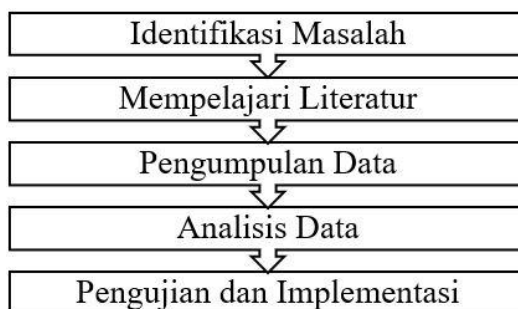 Identifikasi Masalah
Mempelajari Literatur
Pengumpulan Data
Analisis Data
Pengujian dan Implementasi